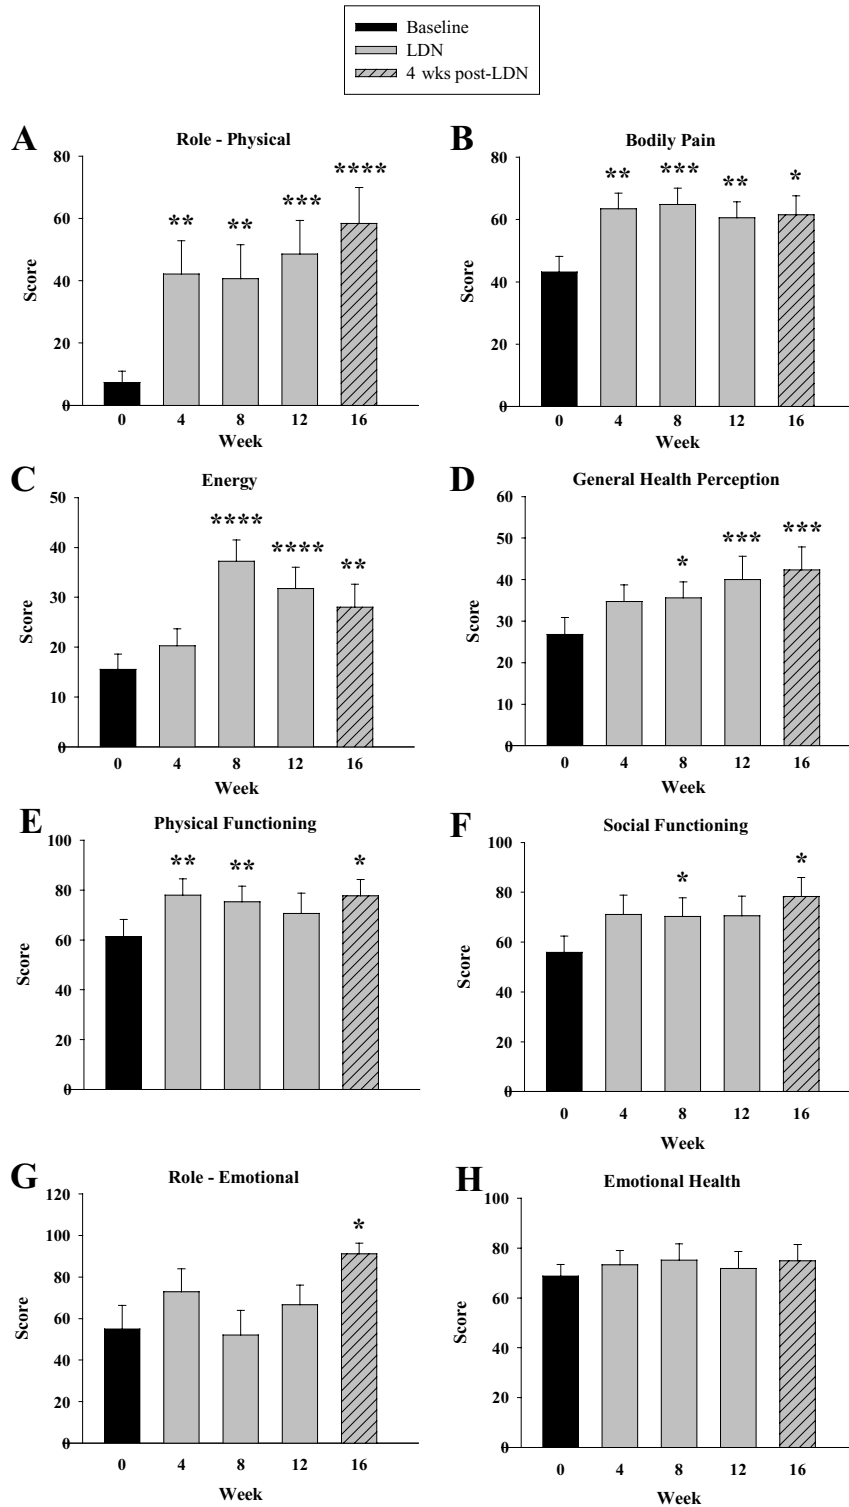 Baseline
LDN
4 wks post-LDN
A
Role - Physical
80
60
40
20
0
Score
** ** *** ****
0 4 8 12 16
Week
B
Bodily Pain
80
60
40
20
0
Score
** *** ** *
0 4 8 12 16
Week
C
Energy
50
40
30
20
10
0
Score
**** **** **
0 4 8 12 16
Week
D
General Health Perception
60
50
40
30
20
10
0
Score
* *** ***
0 4 8 12 16
Week
E
Physical Functioning
100
80
60
40
20
0
Score
** ** *
F
Social Functioning
100
80
60
40
20
0
Score
* *
0 4 8 12 16
Week
G
Role - Emotional
120
100
80
60
40
20
0
Score
*
0 4 8 12 16
Week
H
Emotional Health
100
80
60
40
20
0
Score
0 4 8 12 16
Week